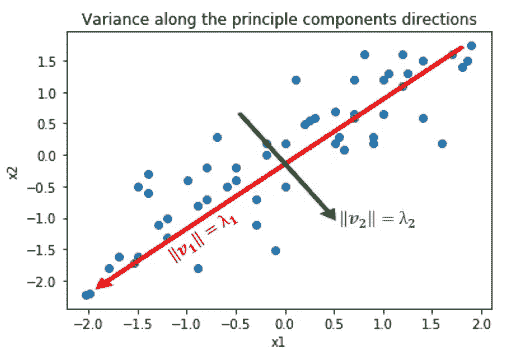 Variance along the principle components directions
x2
1.5
1.0
0.5
0.0
−0.5
−1.0
−1.5
−2.0
‖v₁‖ = λ₁
‖v₂‖ = λ₂
−2.0 −1.5 −1.0 −0.5 0.0 0.5 1.0 1.5 2.0
x1